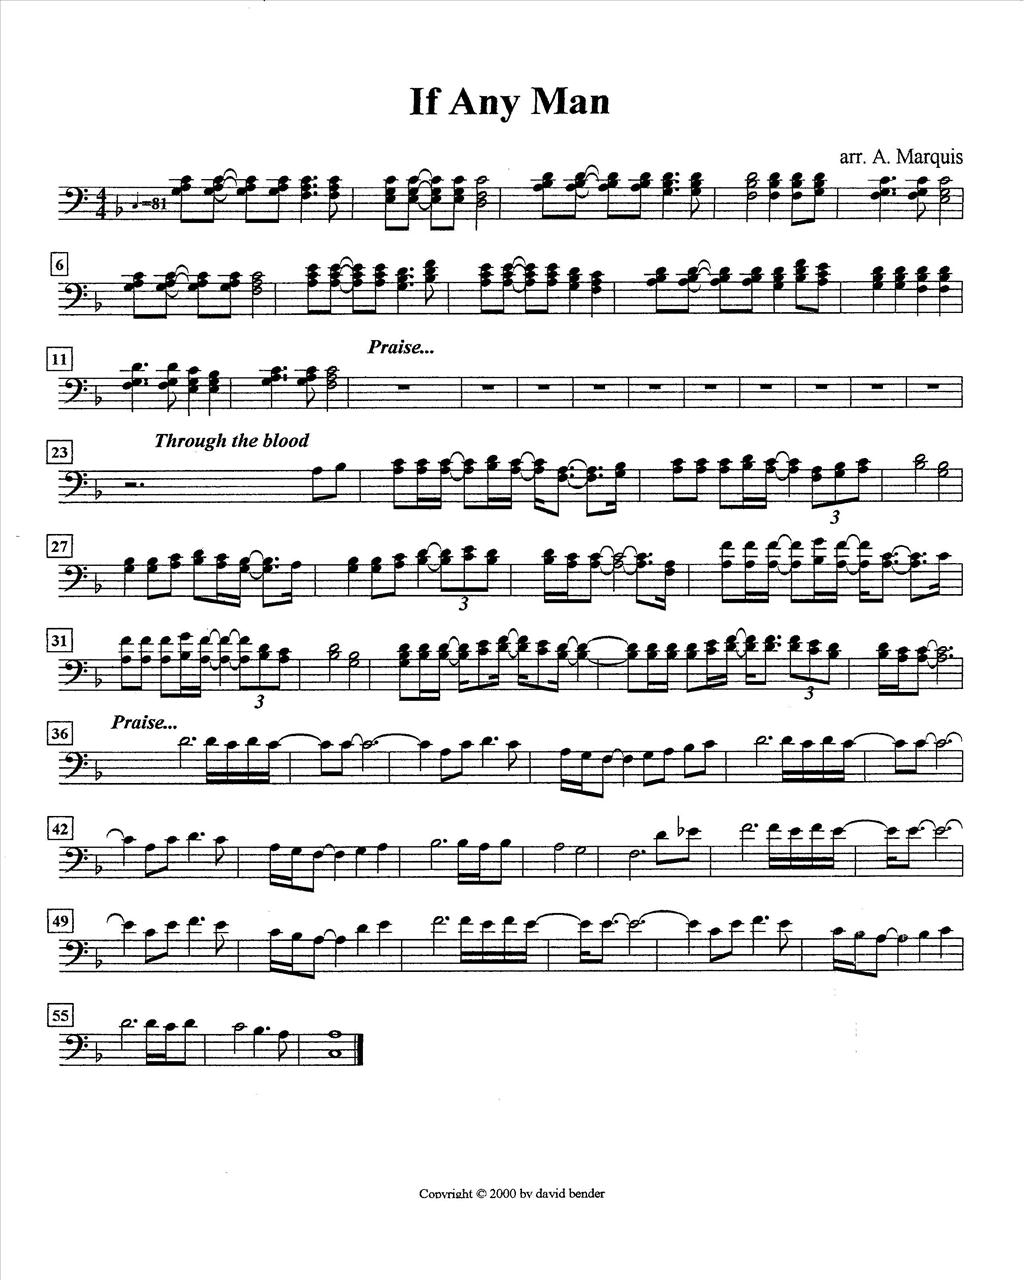 If Any Man
arr. A. Marquis
4
4
=81
6
11
Praise...
23
Through the blood
3
27
3
31
3
3
36
Praise...
42
49
55
Copyright © 2000 by david bender